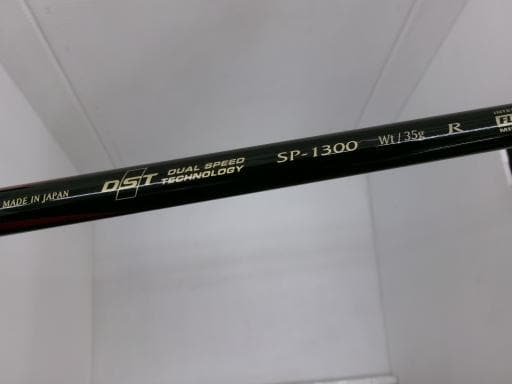 MADE IN JAPAN
DST DUAL SPEED
TECHNOLOGY
SP-1300 Wt/35g R